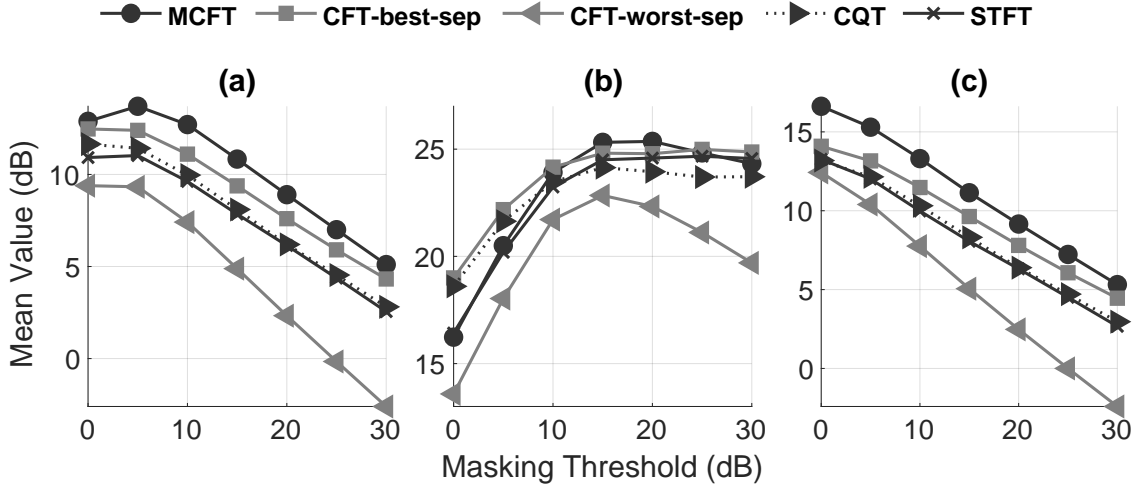 MCFT CFT-best-sep CFT-worst-sep CQT STFT
(a) (b) (c)
Mean Value (dB)
10
5
0
0 10 20 30
25
20
15
0 10 20 30
15
10
5
0
0 10 20 30
Masking Threshold (dB)